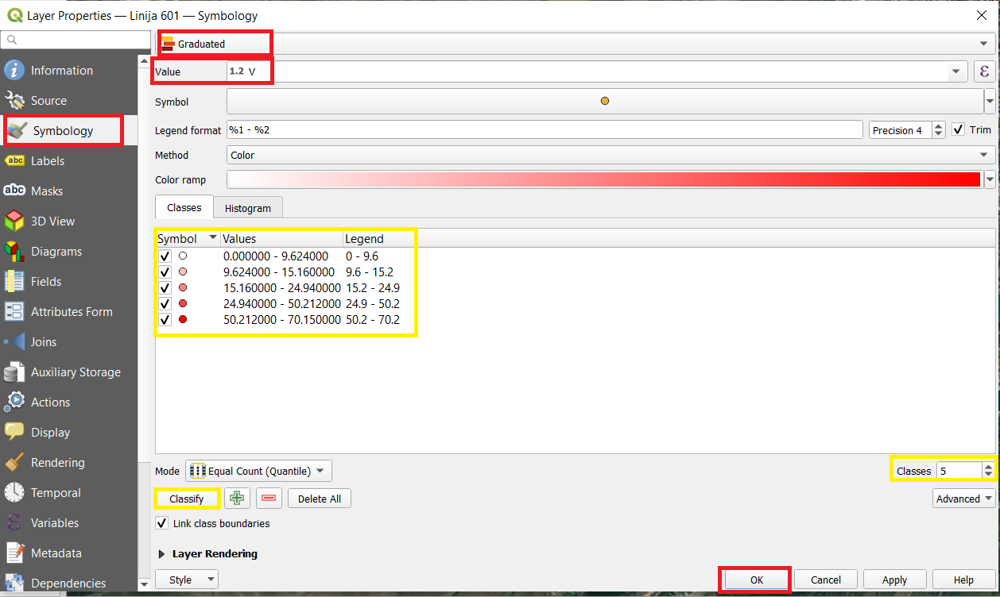 Layer Properties — Linija 601 — Symbology
Graduated
Information
Value 1.2 V ε
Source
Symbol
Symbology
Legend format %1 - %2 Precision 4 Trim
Method Color
abc Labels
Color ramp
abc Masks
Classes Histogram
3D View
Symbol Values Legend
Diagrams
0.000000 - 9.624000 0 - 9.6
9.624000 - 15.160000 9.6 - 15.2
Fields
15.160000 - 24.940000 15.2 - 24.9
24.940000 - 50.212000 24.9 - 50.2
Attributes Form
50.212000 - 70.150000 50.2 - 70.2
Joins
Auxiliary Storage
Actions
Display
Rendering
Mode Equal Count (Quantile) Classes 5
Temporal
Classify Delete All Advanced
Variables
Link class boundaries
Metadata
Layer Rendering
Dependencies
Style OK Cancel Apply Help